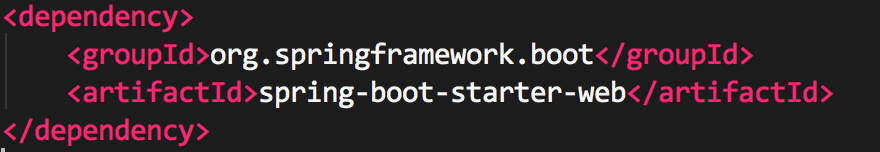 <dependency>
<groupId>org.springframework.boot</groupId>
<artifactId>spring-boot-starter-web</artifactId>
</dependency>